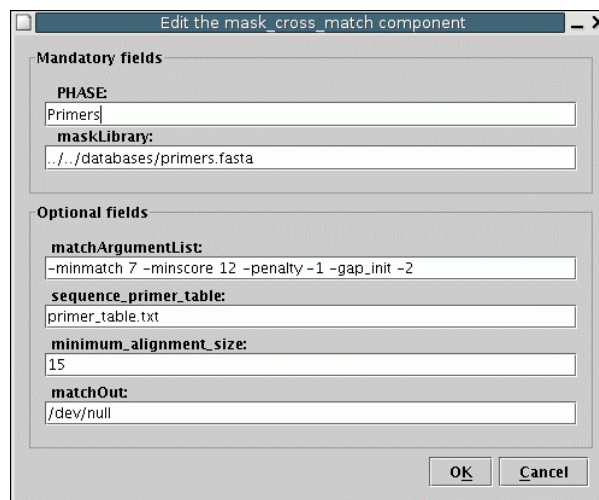 Edit the mask_cross_match component
Mandatory fields
PHASE:
Primers
maskLibrary:
../../databases/primers.fasta
Optional fields
matchArgumentList:
-minmatch 7 -minscore 12 -penalty -1 -gap_init -2
sequence_primer_table:
primer_table.txt
minimum_alignment_size:
15
matchOut:
/dev/null
OK Cancel